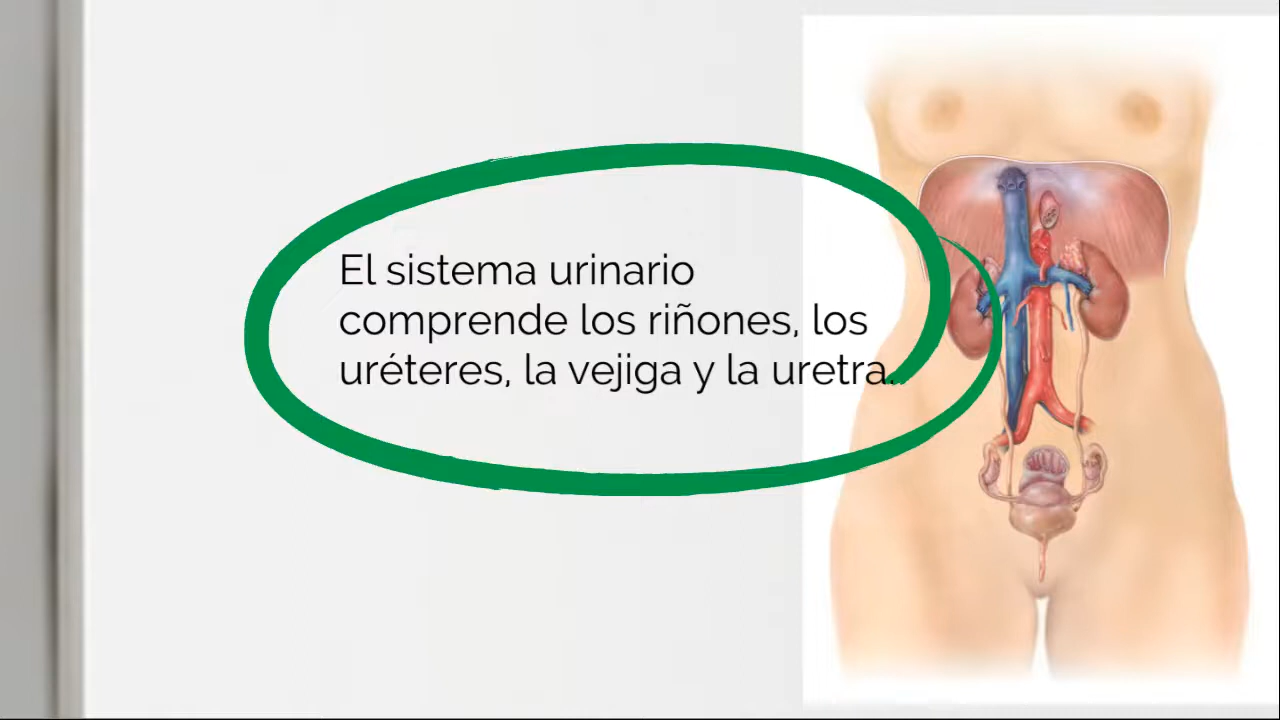 El sistema urinario
comprende los riñones, los
uréteres, la vejiga y la uretra.